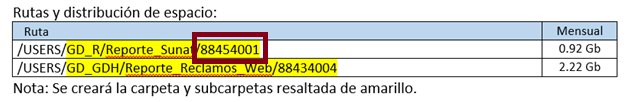 Rutas y distribución de espacio:
Ruta Mensual
/USERS/GD_R/Reporte_Sunat/88454001 0.92 Gb
/USERS/GD_GDH/Reporte_Reclamos_Web/88434004 2.22 Gb
Nota: Se creará la carpeta y subcarpetas resaltada de amarillo.